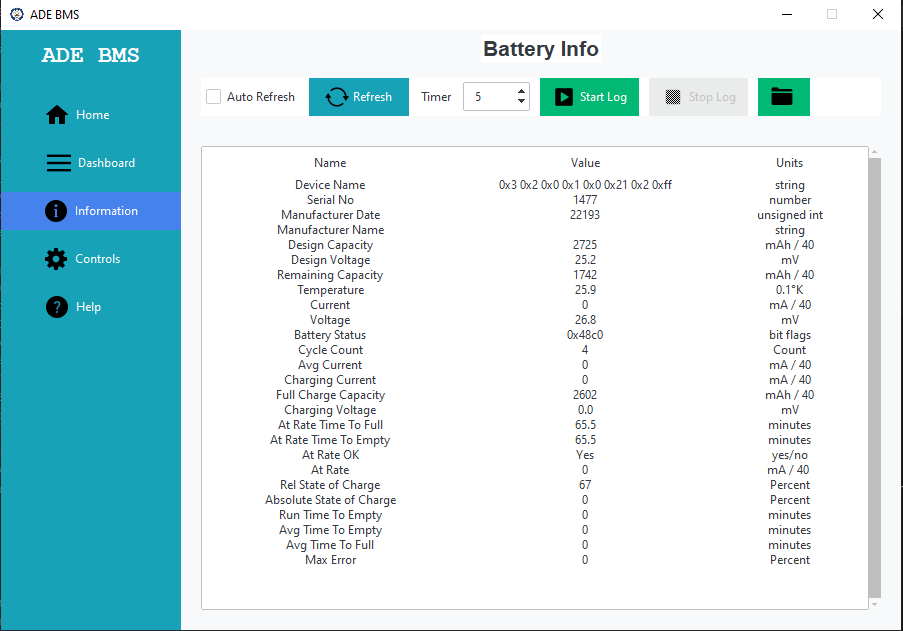 ADE BMS
ADE BMS
Home
Dashboard
Information
Controls
Help
Battery Info
Auto Refresh Refresh Timer 5 Start Log Stop Log
Name Value Units
Device Name 0x3 0x2 0x0 0x1 0x0 0x21 0x2 0xff string
Serial No 1477 number
Manufacturer Date 22193 unsigned int
Manufacturer Name string
Design Capacity 2725 mAh / 40
Design Voltage 25.2 mV
Remaining Capacity 1742 mAh / 40
Temperature 25.9 0.1°K
Current 0 mA / 40
Voltage 26.8 mV
Battery Status 0x48c0 bit flags
Cycle Count 4 Count
Avg Current 0 mA / 40
Charging Current 0 mA / 40
Full Charge Capacity 2602 mAh / 40
Charging Voltage 0.0 mV
At Rate Time To Full 65.5 minutes
At Rate Time To Empty 65.5 minutes
At Rate OK Yes yes/no
At Rate 0 mA / 40
Rel State of Charge 67 Percent
Absolute State of Charge 0 Percent
Run Time To Empty 0 minutes
Avg Time To Empty 0 minutes
Avg Time To Full 0 minutes
Max Error 0 Percent